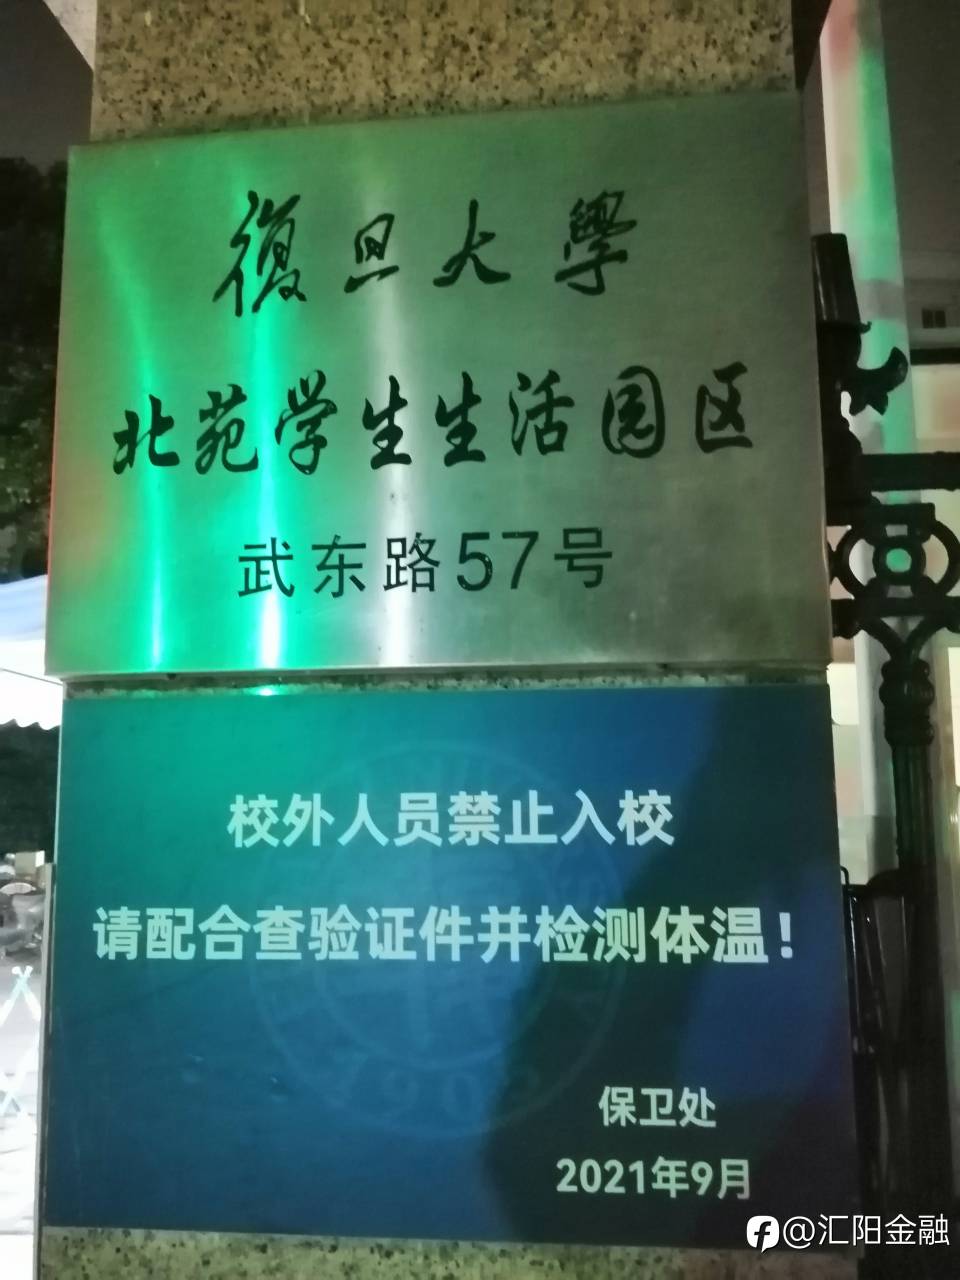 復旦大學
北苑学生生活园区
武东路57号
校外人员禁止入校
请配合查验证件并检测体温！
保卫处
2021年9月
@汇阳金融